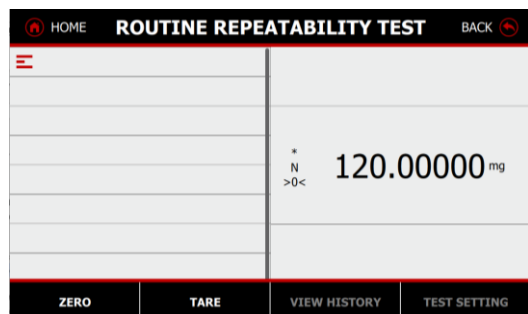 HOME ROUTINE REPEATABILITY TEST BACK
*
N
>0<
120.00000 mg
ZERO TARE VIEW HISTORY TEST SETTING